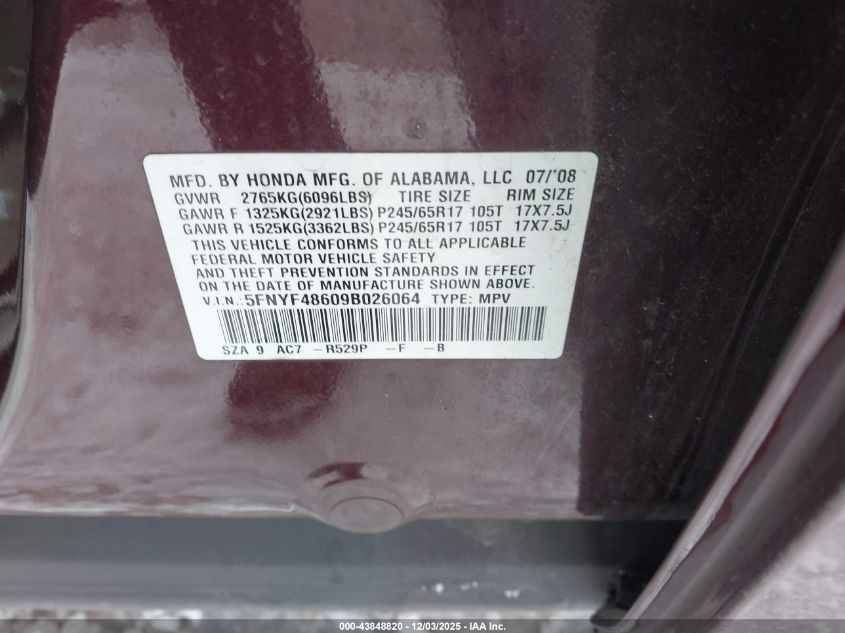 MFD. BY HONDA MFG. OF ALABAMA, LLC 07/'08
GVWR 2765KG(6096LBS) TIRE SIZE RIM SIZE
GAWR F 1325KG(2921LBS) P245/65R17 105T 17X7.5J
GAWR R 1525KG(3362LBS) P245/65R17 105T 17X7.5J
THIS VEHICLE CONFORMS TO ALL APPLICABLE
FEDERAL MOTOR VEHICLE SAFETY
AND THEFT PREVENTION STANDARDS IN EFFECT
ON THE DATE OF MANUFACTURE SHOWN ABOVE.
V.I.N.:5FNYF48609B026064 TYPE: MPV
SZA 9 AC7 -R529P -F -B
000-43848820 - 12/03/2025 - IAA Inc.